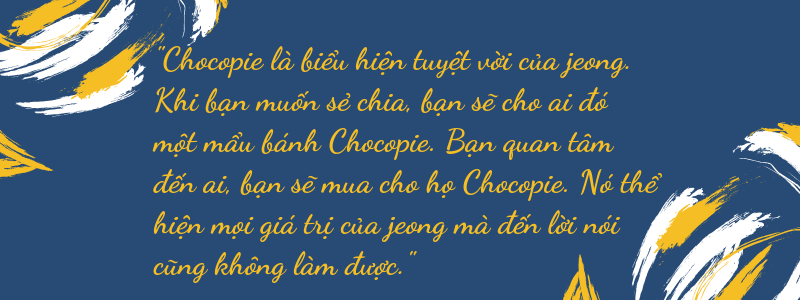 "Chocopie là biểu hiện tuyệt vời của jeong.
Khi bạn muốn sẻ chia, bạn sẽ cho ai đó
một mẩu bánh Chocopie. Bạn quan tâm
đến ai, bạn sẽ mua cho họ Chocopie. Nó thể
hiện mọi giá trị của jeong mà đến lời nói
cũng không làm được."